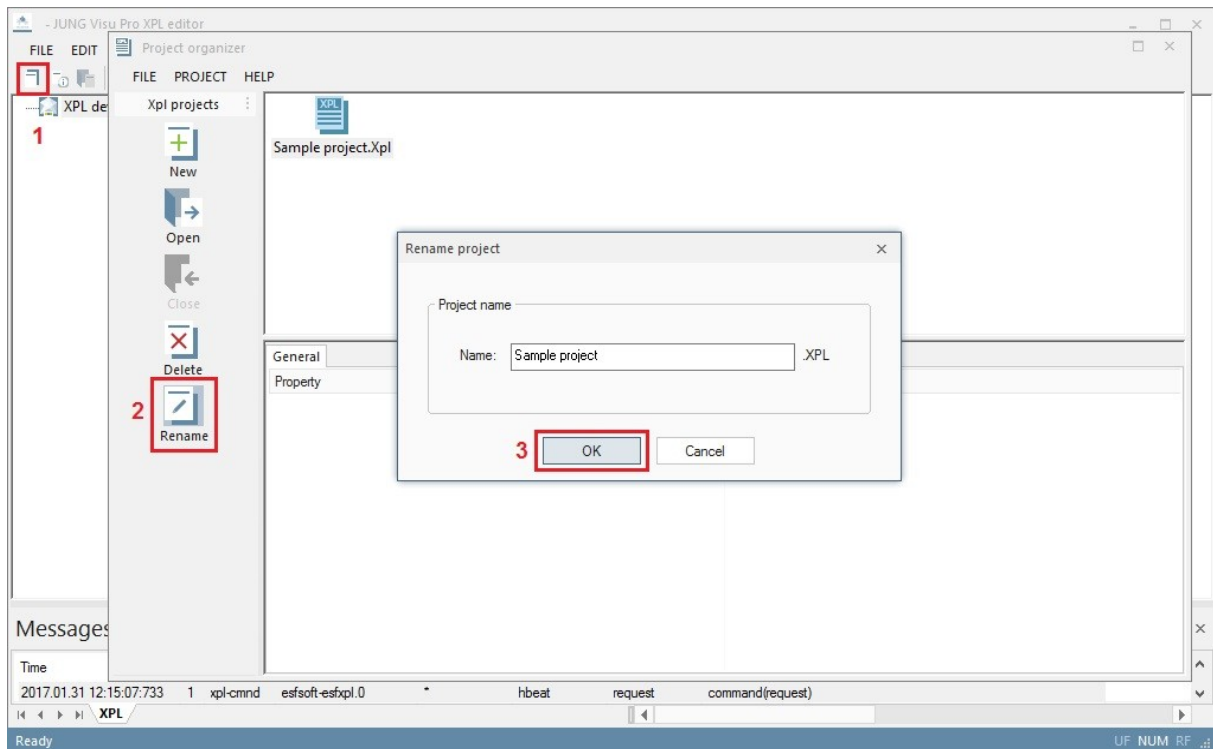 - JUNG Visu Pro XPL editor
FILE EDIT
Project organizer
FILE PROJECT HELP
XPL de
1
Xpl projects
New
Open
Close
Delete
2
Rename
XPL
Sample project.Xpl
Rename project
Project name
Name: Sample project .XPL
3 OK Cancel
General
Property
Messages
Time
2017.01.31 12:15:07:733 1 xpl-cmnd esfsoft-esfxpl.0 * hbeat request command(request)
XPL
Ready UF NUM RF